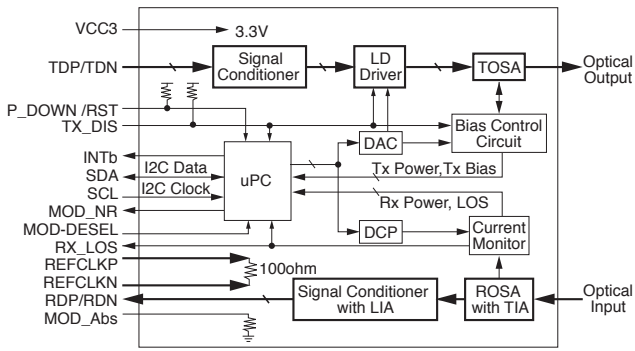 VCC3
3.3V
TDP/TDN
Signal
Conditioner
LD
Driver
TOSA
Optical
Output
P_DOWN /RST
TX_DIS
DAC
Bias Control
Circuit
INTb
SDA
I2C Data
SCL
I2C Clock
uPC
Tx Power,Tx Bias
Rx Power, LOS
MOD_NR
MOD-DESEL
RX_LOS
DCP
Current
Monitor
REFCLKP
REFCLKN
100ohm
RDP/RDN
Signal Conditioner
with LIA
ROSA
with TIA
Optical
Input
MOD_Abs